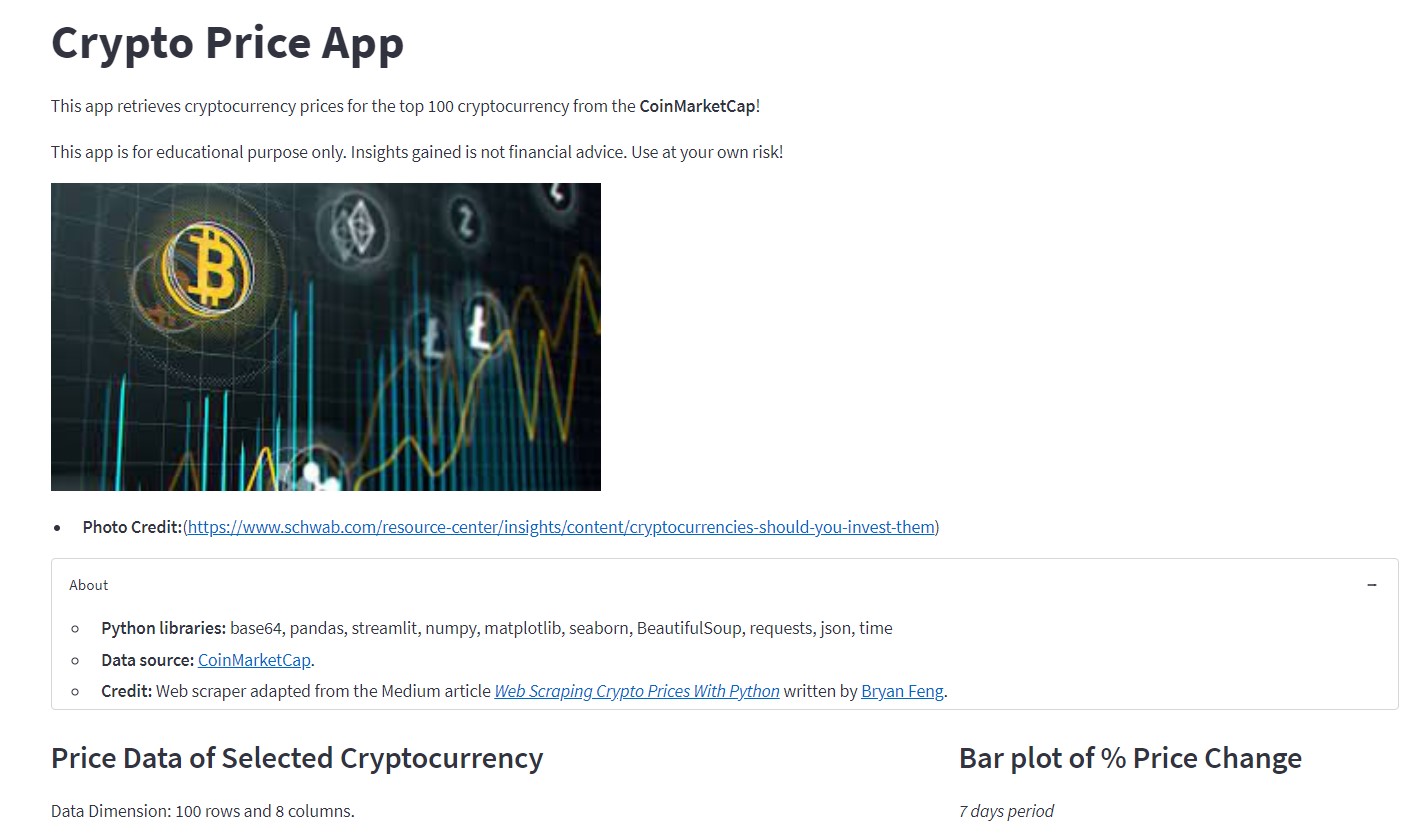 Crypto Price App
This app retrieves cryptocurrency prices for the top 100 cryptocurrency from the CoinMarketCap!
This app is for educational purpose only. Insights gained is not financial advice. Use at your own risk!
Photo Credit:(https://www.schwab.com/resource-center/insights/content/cryptocurrencies-should-you-invest-them)
About
Python libraries: base64, pandas, streamlit, numpy, matplotlib, seaborn, BeautifulSoup, requests, json, time
Data source: CoinMarketCap.
Credit: Web scraper adapted from the Medium article Web Scraping Crypto Prices With Python written by Bryan Feng.
Price Data of Selected Cryptocurrency
Data Dimension: 100 rows and 8 columns.
Bar plot of % Price Change
7 days period